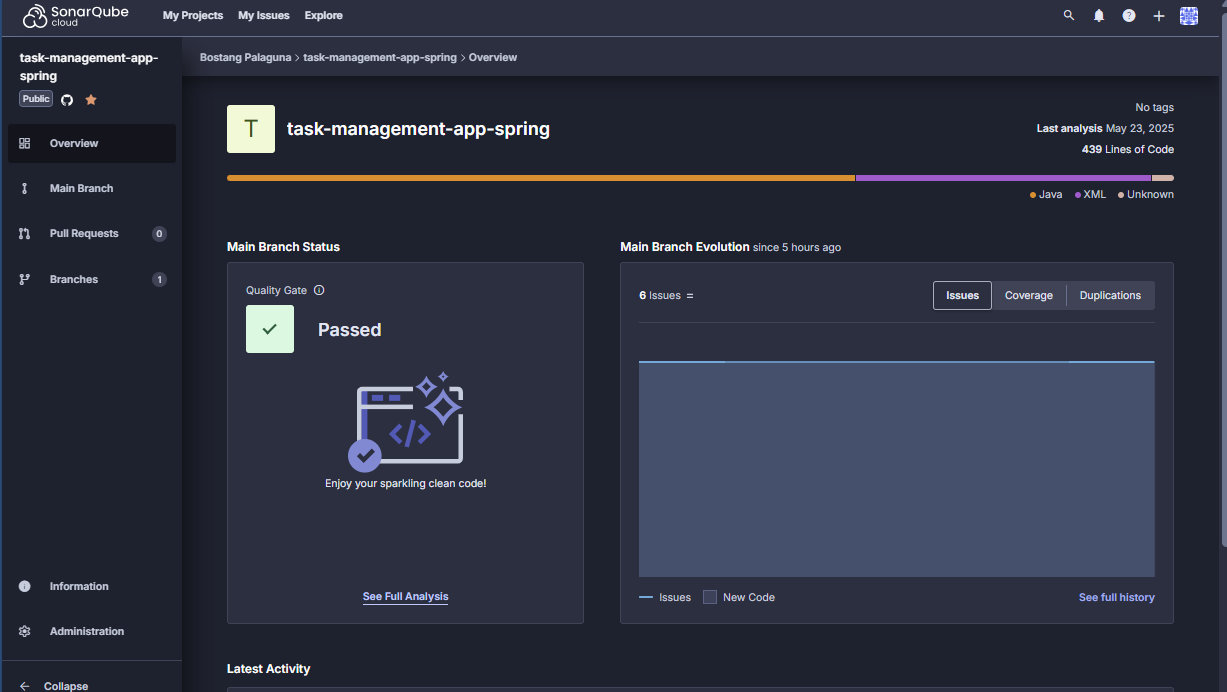 SonarQube
cloud
My Projects
My Issues
Explore
?
task-management-app-
spring
Public
Overview
Main Branch
Pull Requests
0
Branches
1
Information
Administration
Collapse
Bostang Palaguna > task-management-app-spring > Overview
T
task-management-app-spring
No tags
Last analysis May 23, 2025
439 Lines of Code
Java XML Unknown
Main Branch Status
Quality Gate
Passed
</>
Enjoy your sparkling clean code!
See Full Analysis
Main Branch Evolution since 5 hours ago
6 Issues =
Issues
Coverage
Duplications
Issues
New Code
See full history
Latest Activity